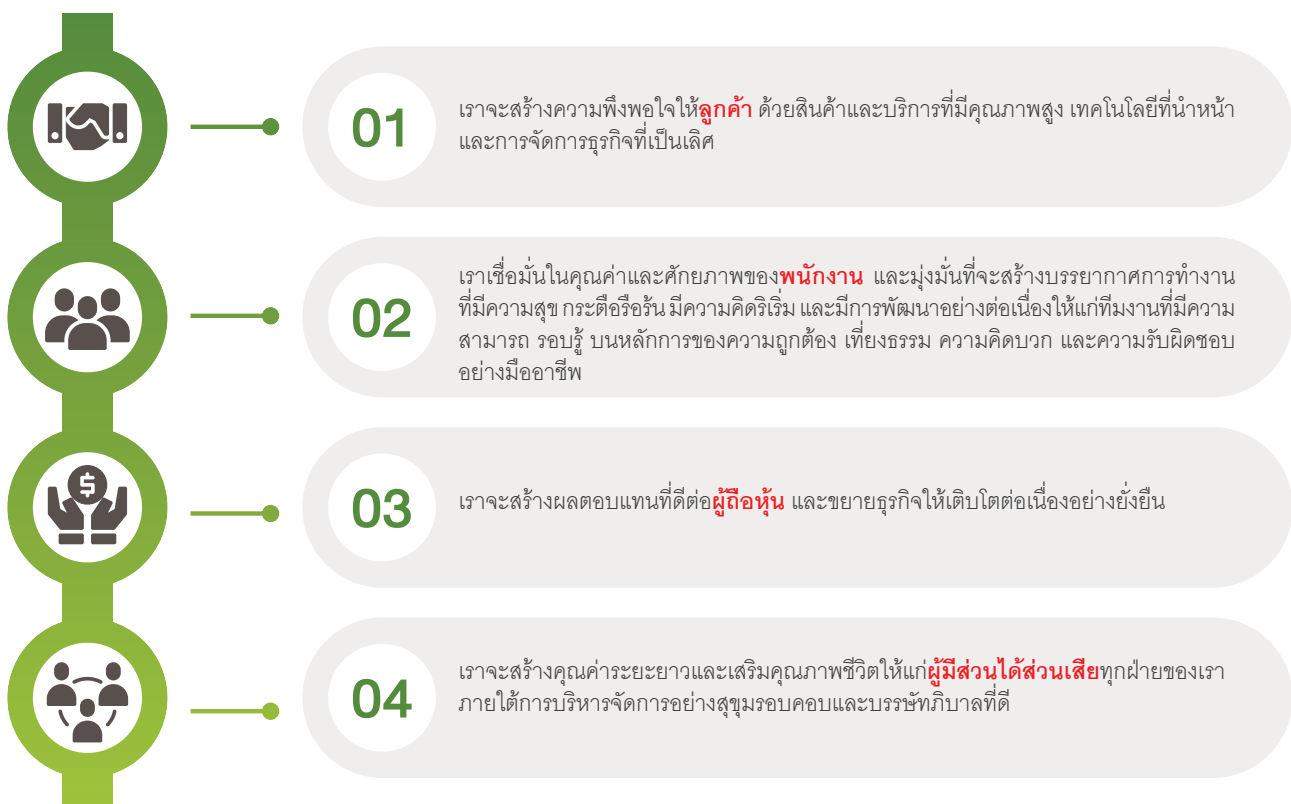 01
เราจะสร้างความพึงพอใจให้ลูกค้า ด้วยสินค้าและบริการที่มีคุณภาพสูง เทคโนโลยีที่นำหน้า
และการจัดการธุรกิจที่เป็นเลิศ
02
เราเชื่อมั่นในคุณค่าและศักยภาพของพนักงาน และมุ่งมั่นที่จะสร้างบรรยากาศการทำงาน
ที่มีความสุข กระตือรือร้น มีความคิดริเริ่ม และมีการพัฒนาอย่างต่อเนื่องให้แก่ทีมงานที่มีความ
สามารถ รอบรู้ บนหลักการของความถูกต้อง เที่ยงธรรม ความคิดบวก และความรับผิดชอบ
อย่างมืออาชีพ
03
เราจะสร้างผลตอบแทนที่ดีต่อผู้ถือหุ้น และขยายธุรกิจให้เติบโตต่อเนื่องอย่างยั่งยืน
04
เราจะสร้างคุณค่าระยะยาวและเสริมคุณภาพชีวิตให้แก่ผู้มีส่วนได้ส่วนเสียทุกฝ่ายของเรา
ภายใต้การบริหารจัดการอย่างสุขุมรอบคอบและบรรษัทภิบาลที่ดี